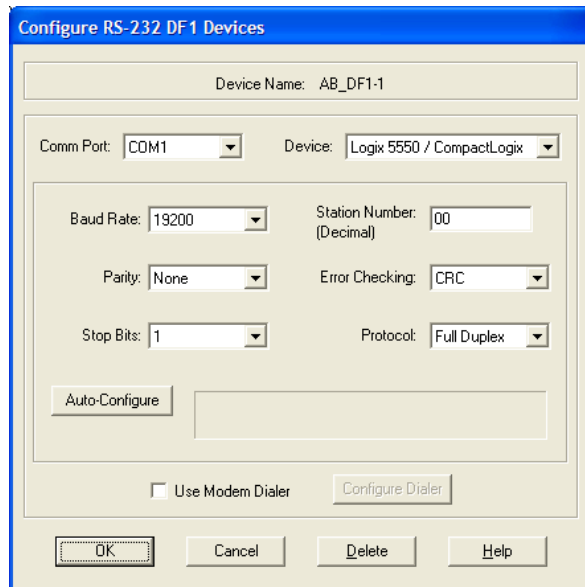 Configure RS-232 DF1 Devices
Device Name: AB_DF1-1
Comm Port: COM1 Device: Logix 5550 / CompactLogix
Baud Rate: 19200 Station Number: 00
(Decimal)
Parity: None Error Checking: CRC
Stop Bits: 1 Protocol: Full Duplex
Auto-Configure
Use Modem Dialer Configure Dialer
OK Cancel Delete Help